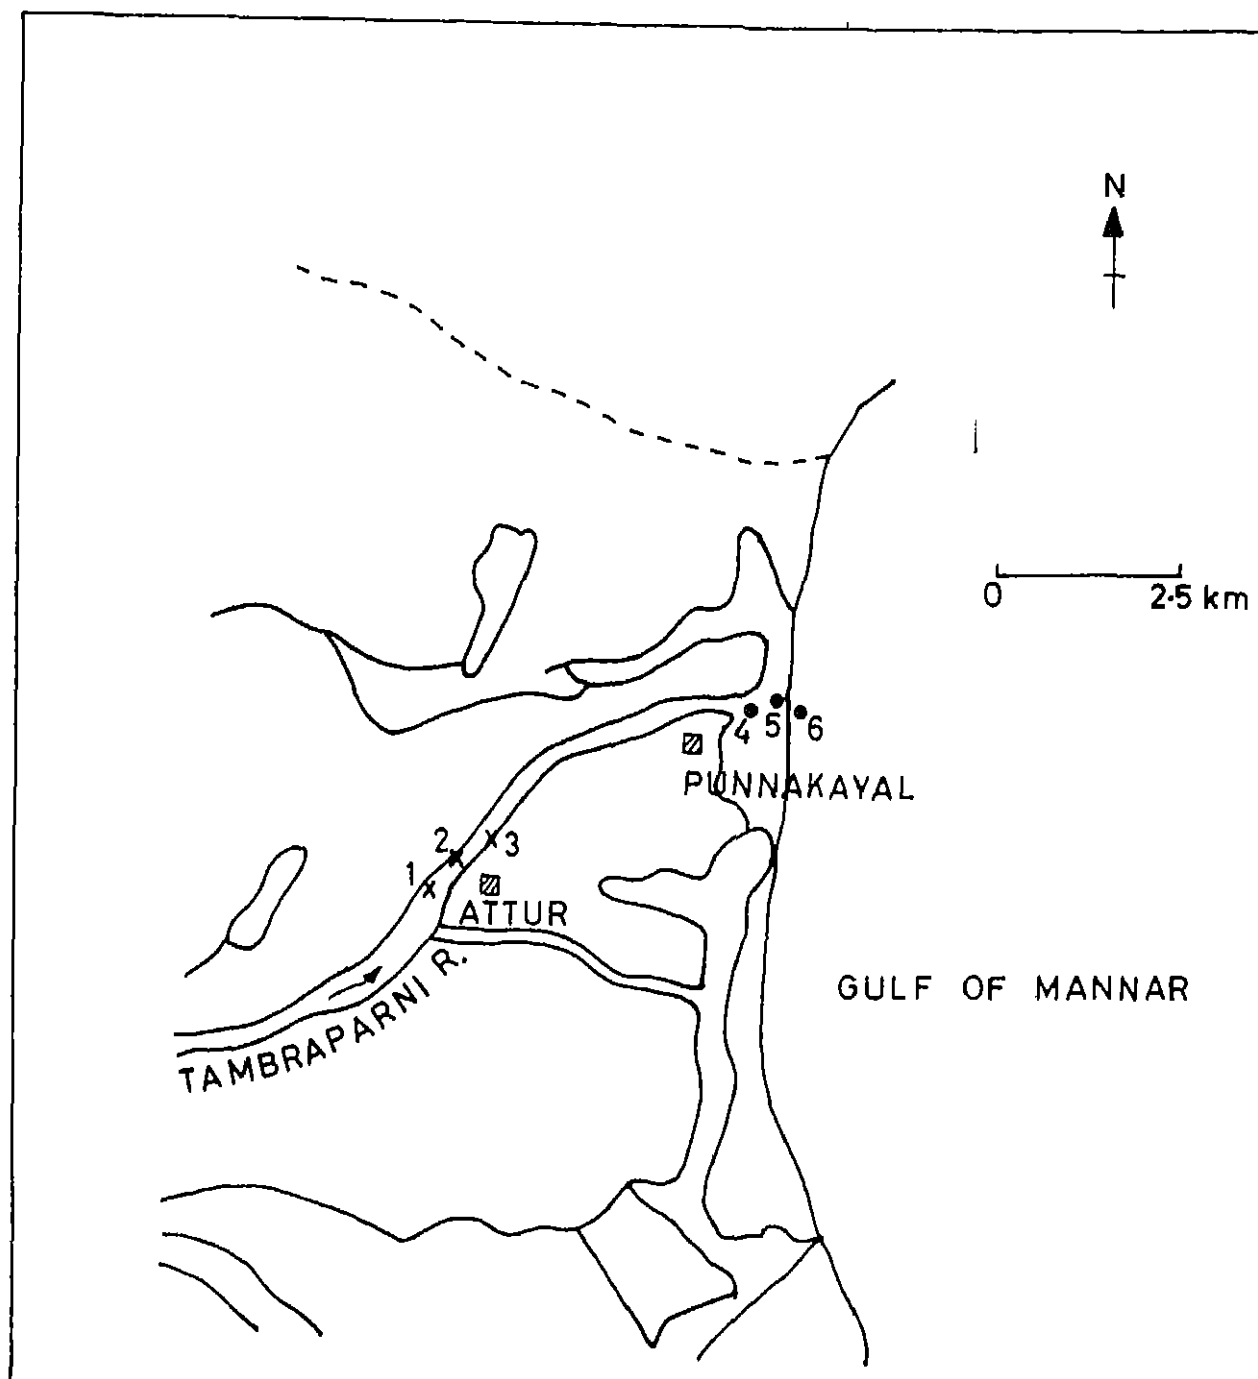 N
0 2.5 km
4 5 6
PUNNAKAYAL
2 3
1
ATTUR
GULF OF MANNAR
TAMBRAPARNI R.